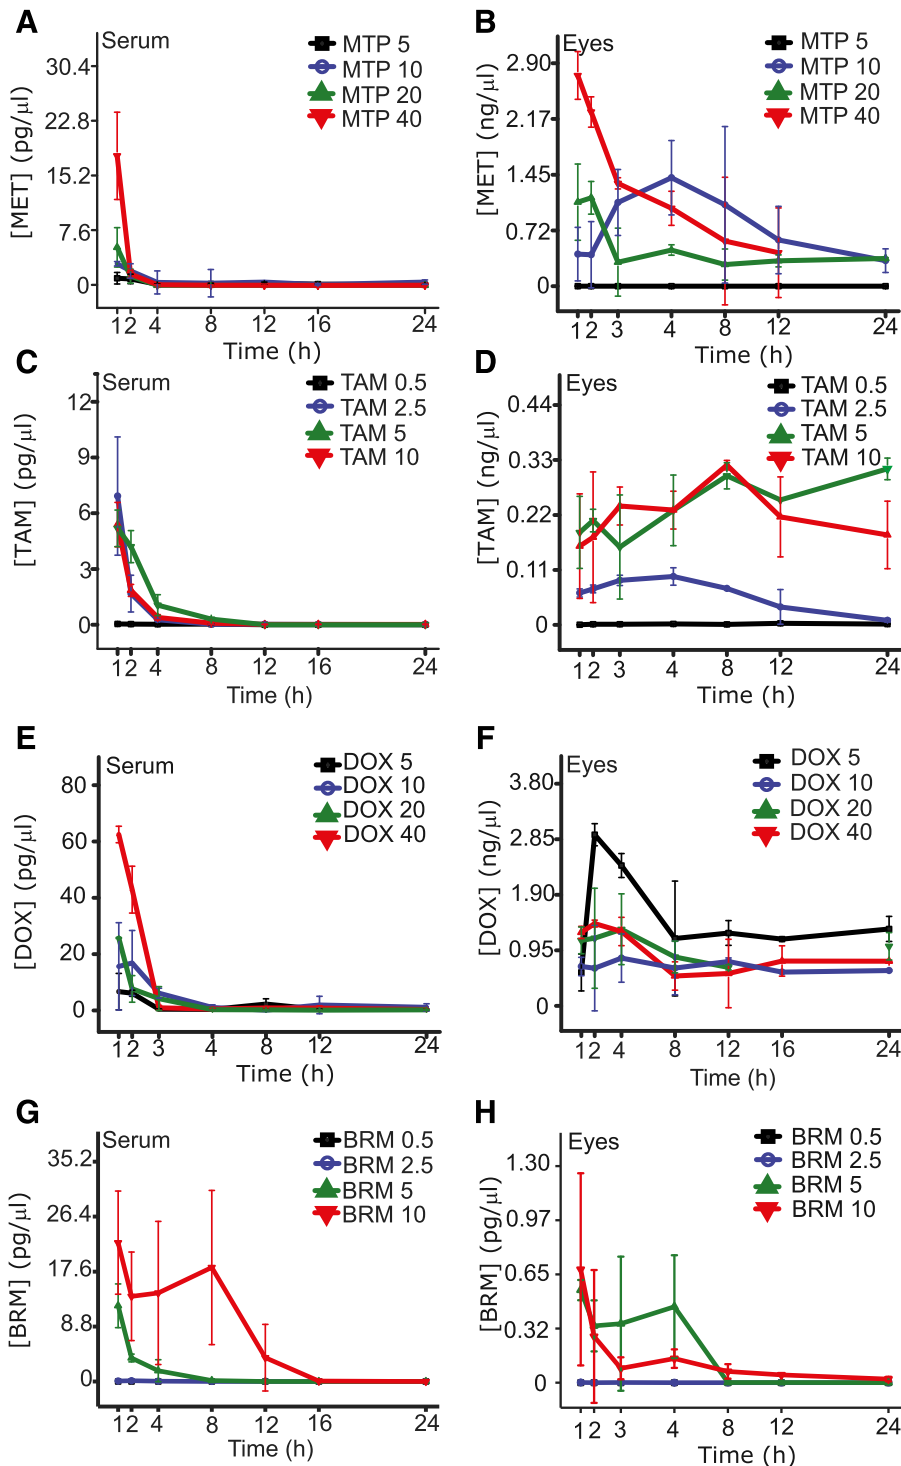 A
Serum
MTP 5
MTP 10
MTP 20
MTP 40
[MET] (pg/µl)
30.4
22.8
15.2
7.6
0
1 2 4 8 12 16 24
Time (h)
B
Eyes
MTP 5
MTP 10
MTP 20
MTP 40
[MET] (ng/µl)
2.90
2.17
1.45
0.72
0
1 2 3 4 8 12 24
Time (h)
C
Serum
TAM 0.5
TAM 2.5
TAM 5
TAM 10
[TAM] (pg/µl)
12
9
6
3
0
1 2 4 8 12 16 24
Time (h)
D
Eyes
TAM 0.5
TAM 2.5
TAM 5
TAM 10
[TAM] (ng/µl)
0.44
0.33
0.22
0.11
0
1 2 3 4 8 12 24
Time (h)
E
Serum
DOX 5
DOX 10
DOX 20
DOX 40
[DOX] (pg/µl)
80
60
40
20
0
1 2 3 4 8 12 24
Time (h)
F
Eyes
DOX 5
DOX 10
DOX 20
DOX 40
[DOX] (ng/µl)
3.80
2.85
1.90
0.95
0
1 2 4 8 12 16 24
Time (h)
G
Serum
BRM 0.5
BRM 2.5
BRM 5
BRM 10
[BRM] (pg/µl)
35.2
26.4
17.6
8.8
0
1 2 4 8 12 16 24
Time (h)
H
Eyes
BRM 0.5
BRM 2.5
BRM 5
BRM 10
[BRM] (pg/µl)
1.30
0.97
0.65
0.32
0
1 2 3 4 8 12 24
Time (h)